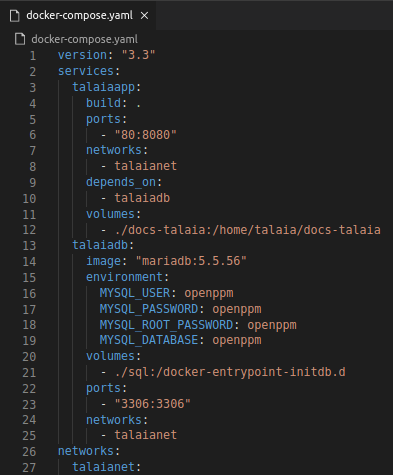 docker-compose.yaml ×
docker-compose.yaml
1 version: "3.3"
2 services:
3   talaiaapp:
4     build: .
5     ports:
6       - "80:8080"
7     networks:
8       - talaianet
9     depends_on:
10       - talaiadb
11     volumes:
12       - ./docs-talaia:/home/talaia/docs-talaia
13   talaiadb:
14     image: "mariadb:5.5.56"
15     environment:
16       MYSQL_USER: openppm
17       MYSQL_PASSWORD: openppm
18       MYSQL_ROOT_PASSWORD: openppm
19       MYSQL_DATABASE: openppm
20     volumes:
21       - ./sql:/docker-entrypoint-initdb.d
22     ports:
23       - "3306:3306"
24     networks:
25       - talaianet
26 networks:
27   talaianet: